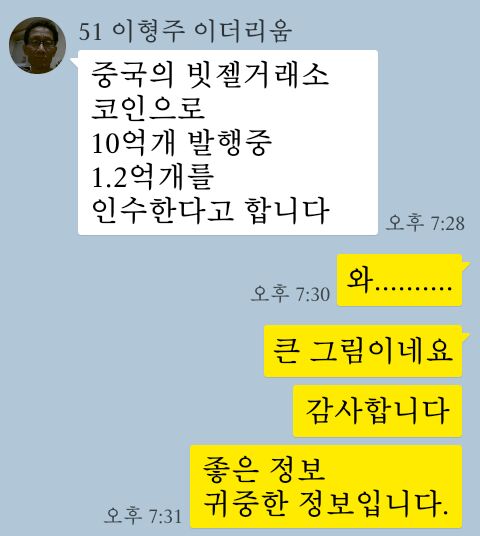 51 이형주 이더리움
중국의 빗젤거래소
코인으로
10억개 발행중
1.2억개를
인수한다고 합니다
오후 7:28
와..........
오후 7:30
큰 그림이네요
감사합니다
좋은 정보
귀중한 정보입니다.
오후 7:31